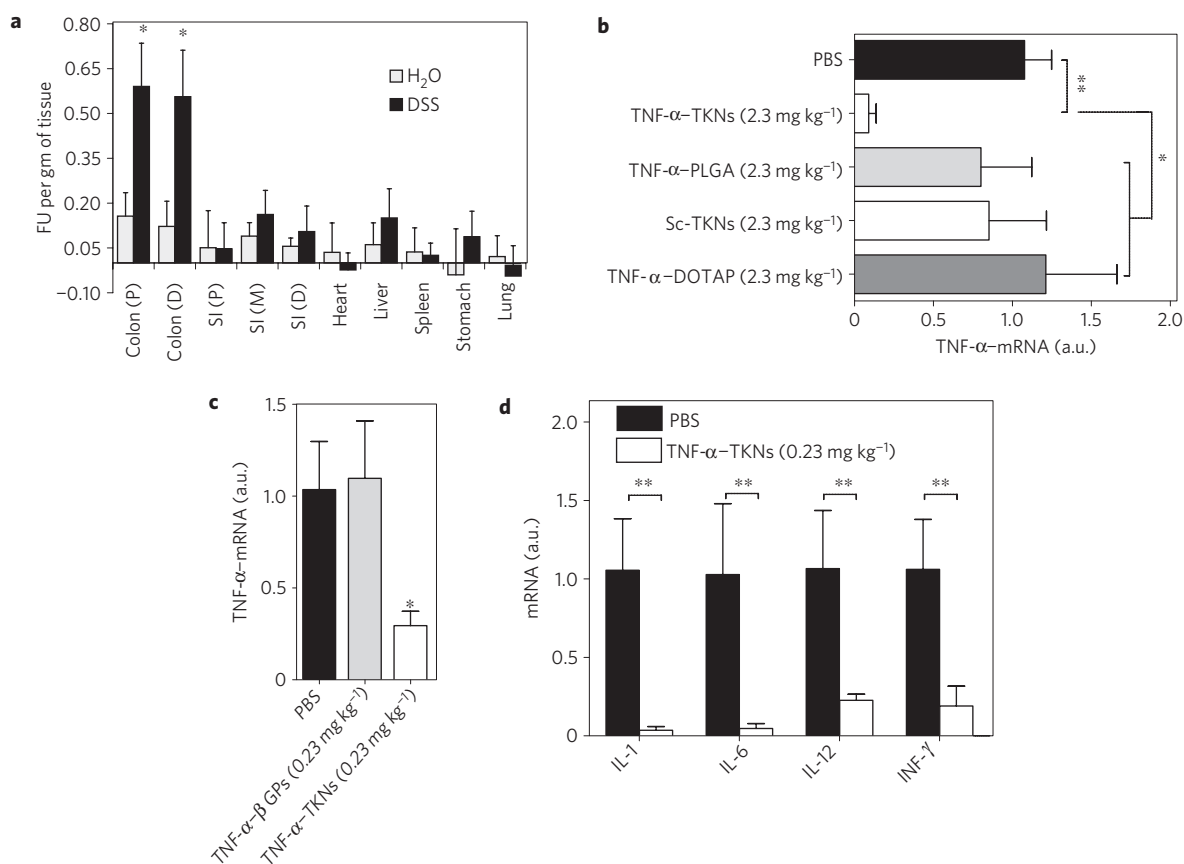 a
0.80
0.65
0.50
0.35
0.20
0.05
−0.10
FU per gm of tissue
H₂O
DSS
* *
Colon (P)
Colon (D)
SI (P)
SI (M)
SI (D)
Heart
Liver
Spleen
Stomach
Lung
b
PBS
TNF-α–TKNs (2.3 mg kg⁻¹)
TNF-α–PLGA (2.3 mg kg⁻¹)
Sc-TKNs (2.3 mg kg⁻¹)
TNF-α–DOTAP (2.3 mg kg⁻¹)
**
*
0 0.5 1.0 1.5 2.0
TNF-α–mRNA (a.u.)
c
1.5
1.0
0.5
0
TNF-α–mRNA (a.u.)
*
PBS
TNF-α–β GPs (0.23 mg kg⁻¹)
TNF-α–TKNs (0.23 mg kg⁻¹)
d
2.0
1.5
1.0
0.5
0
mRNA (a.u.)
PBS
TNF-α–TKNs (0.23 mg kg⁻¹)
** ** ** **
IL-1
IL-6
IL-12
INF-γ